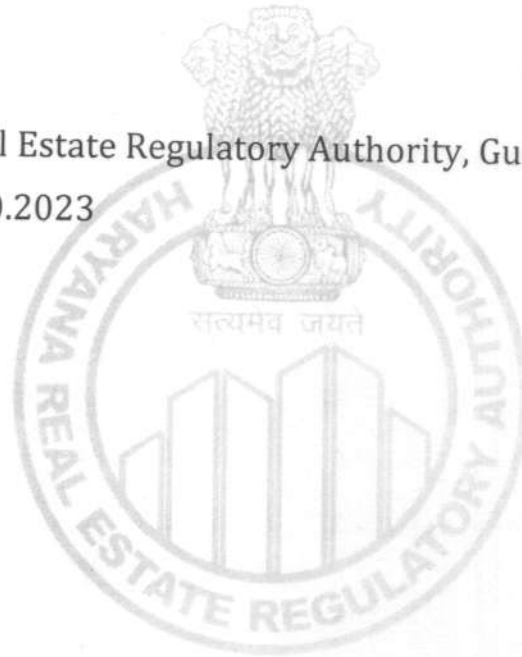 l Estate Regulatory Authority, Gu
.2023
सत्यमेव जयते
HARYANA REAL ESTATE REGULATORY AUTHORITY